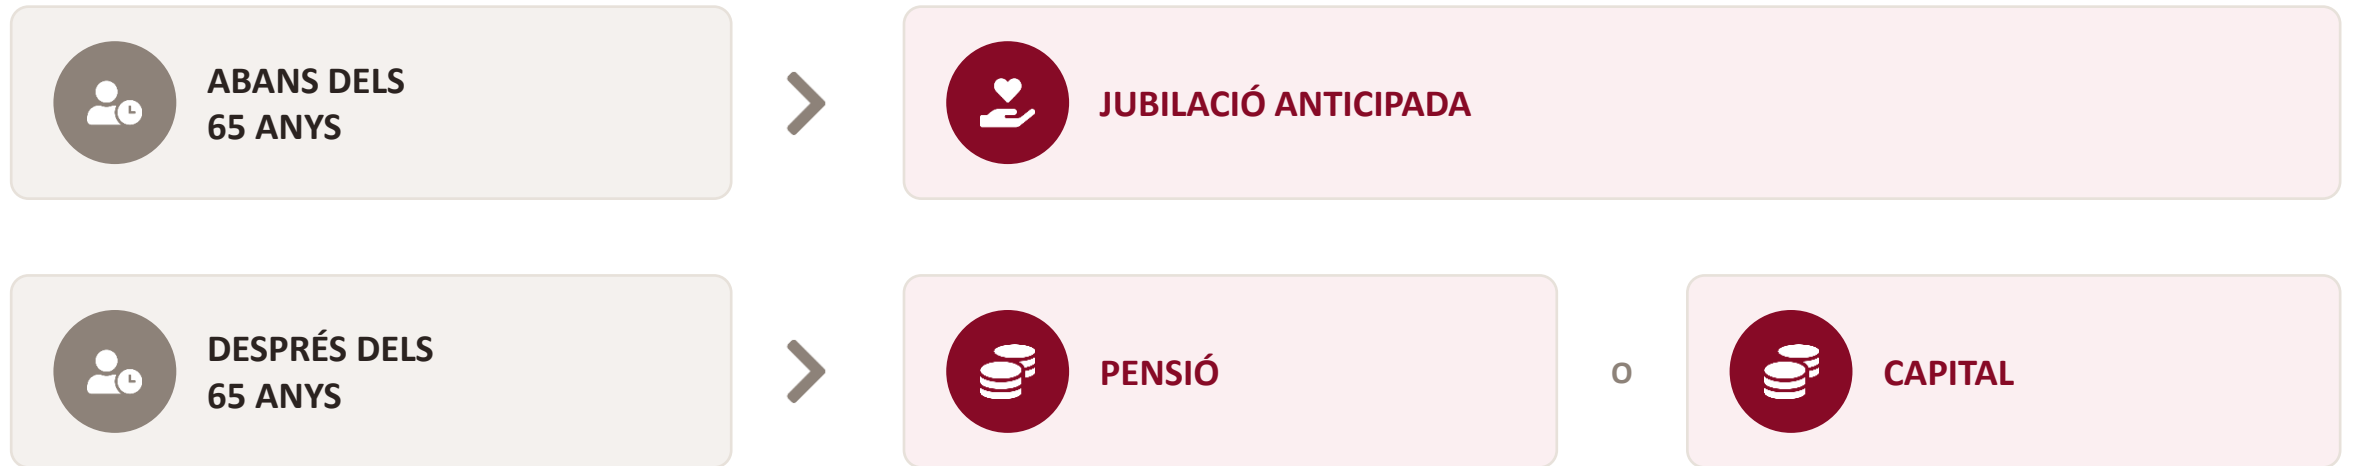 ABANS DELS
65 ANYS
JUBILACIÓ ANTICIPADA
DESPRÉS DELS
65 ANYS
PENSIÓ
O
CAPITAL